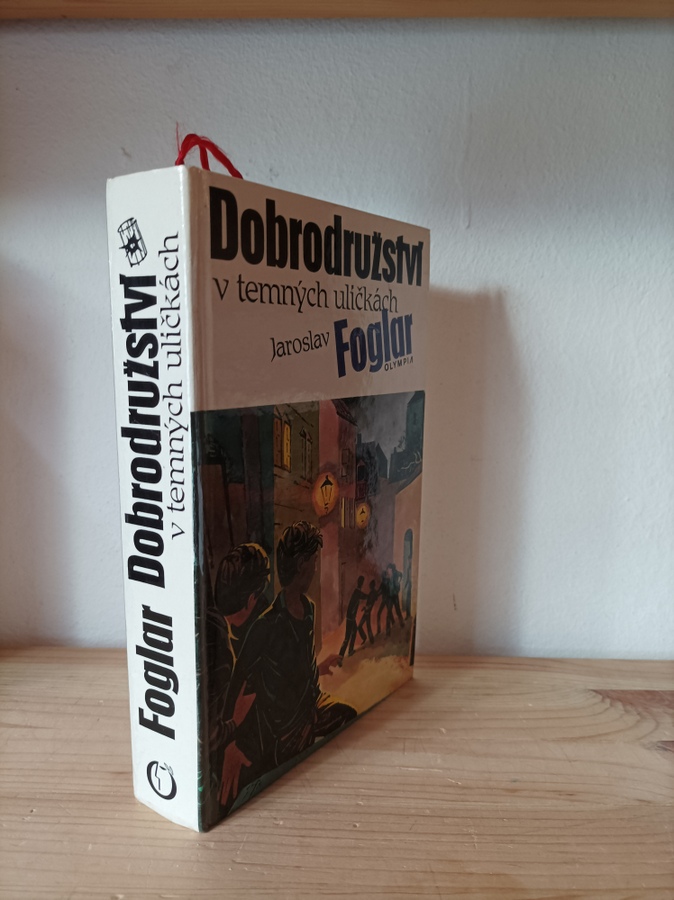 Dobrodružství
v temných uličkách
Jaroslav Foglar
OLYMPIA
Foglar Dobrodružství
v temných uličkách